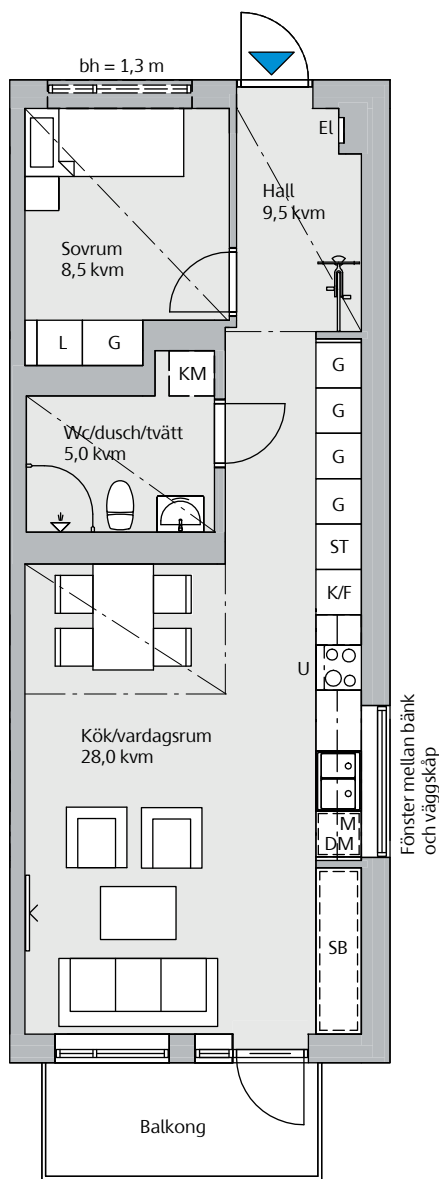 bh = 1,3 m
El
Hall
9,5 kvm
Sovrum
8,5 kvm
L
G
KM
G
G
G
G
Wc/dusch/tvätt
5,0 kvm
ST
K/F
U
Kök/vardagsrum
28,0 kvm
Fönster mellan bänk
och väggskåp
M
DM
SB
Balkong